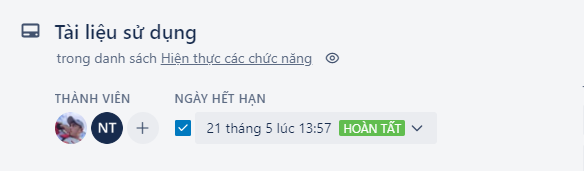 Tài liệu sử dụng
trong danh sách Hiện thực các chức năng
THÀNH VIÊN
NT
NGÀY HẾT HẠN
21 tháng 5 lúc 13:57 HOÀN TẤT